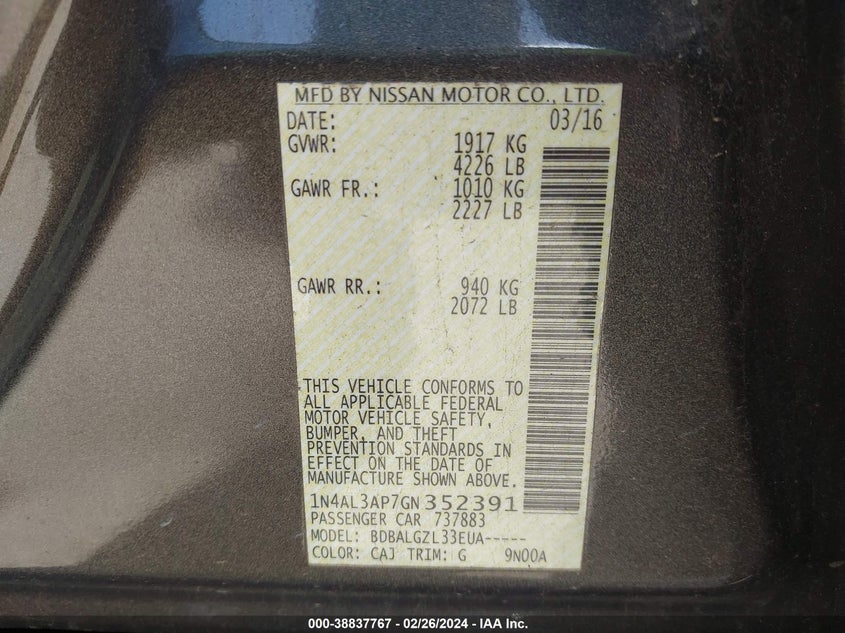 MFD BY NISSAN MOTOR CO., LTD.
DATE: 03/16
GVWR: 1917 KG
4226 LB
GAWR FR.: 1010 KG
2227 LB
GAWR RR.: 940 KG
2072 LB
THIS VEHICLE CONFORMS TO
ALL APPLICABLE FEDERAL
MOTOR VEHICLE SAFETY,
BUMPER, AND THEFT
PREVENTION STANDARDS IN
EFFECT ON THE DATE OF
MANUFACTURE SHOWN ABOVE.
1N4AL3AP7GN352391
PASSENGER CAR 737883
MODEL: BDBALGZL33EUA-----
COLOR: CAJ TRIM: G 9N00A
000-38837767 - 02/26/2024 - IAA Inc.